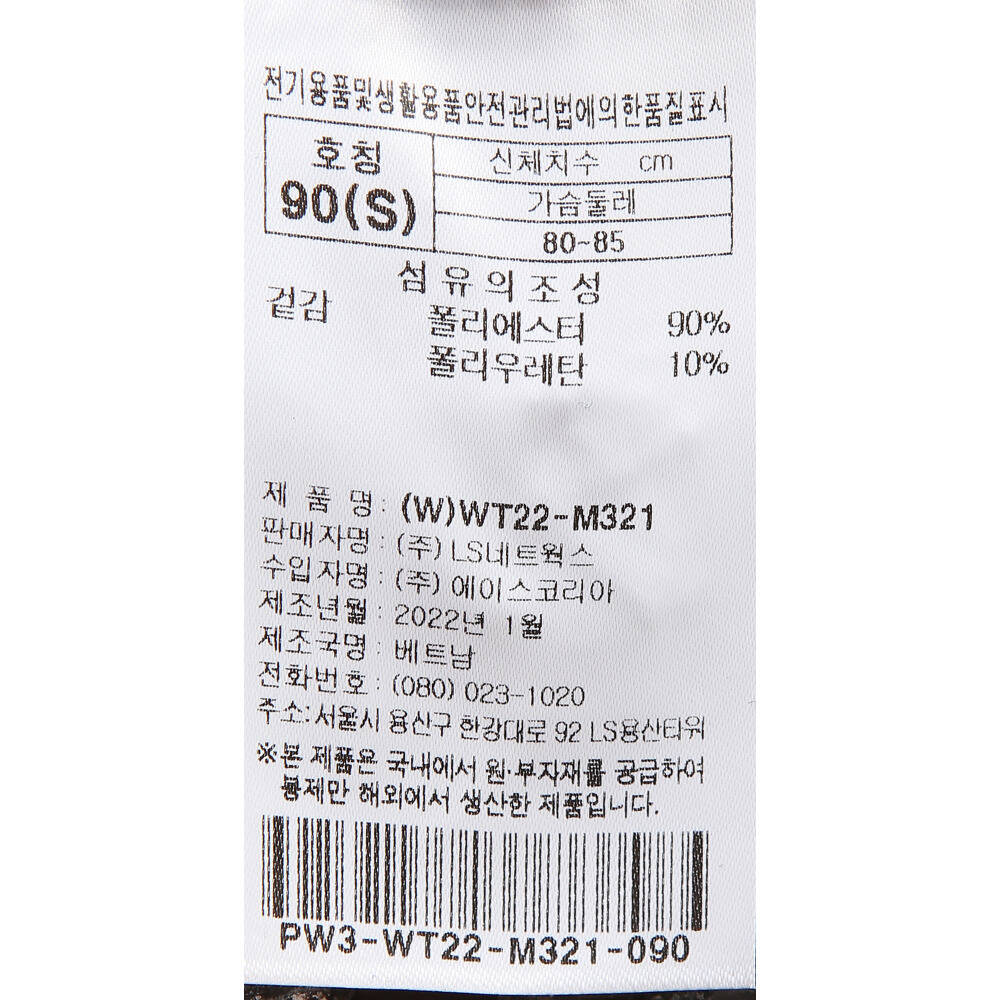 전기용품및생활용품안전관리법에의한품질표시
호칭
90(S)
신체치수 cm
가슴둘레
80~85
섬유의조성
겉감 폴리에스터 90%
폴리우레탄 10%
제 품 명: (W)WT22-M321
판매자명: (주) LS네트웍스
수입자명: (주) 에이스코리아
제조년월: 2022년 1월
제조국명: 베트남
전화번호: (080) 023-1020
주소:서울시 용산구 한강대로 92 LS용산타워
※본 제품은 국내에서 원·부자재를 공급하여
봉제만 해외에서 생산한 제품입니다.
PW3-WT22-M321-090